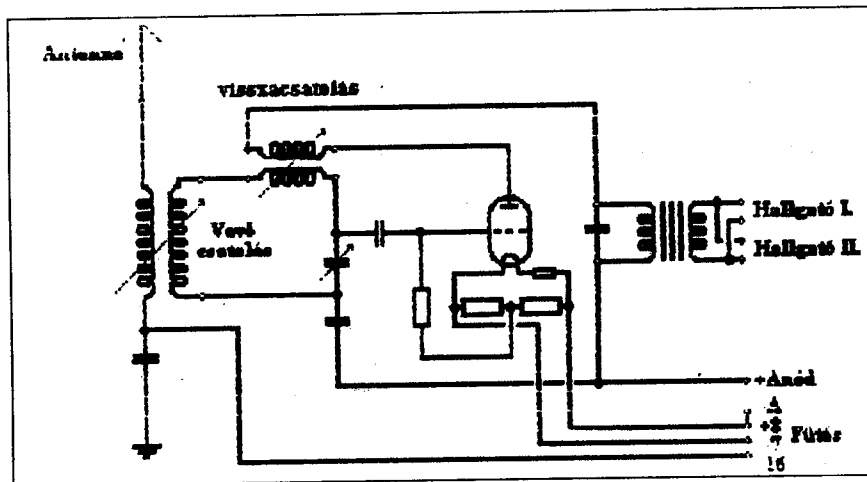 Antenna
visszacsatolás
Vevő
csatolás
Hallgató I.
Hallgató II.
+Anód
Fűtés